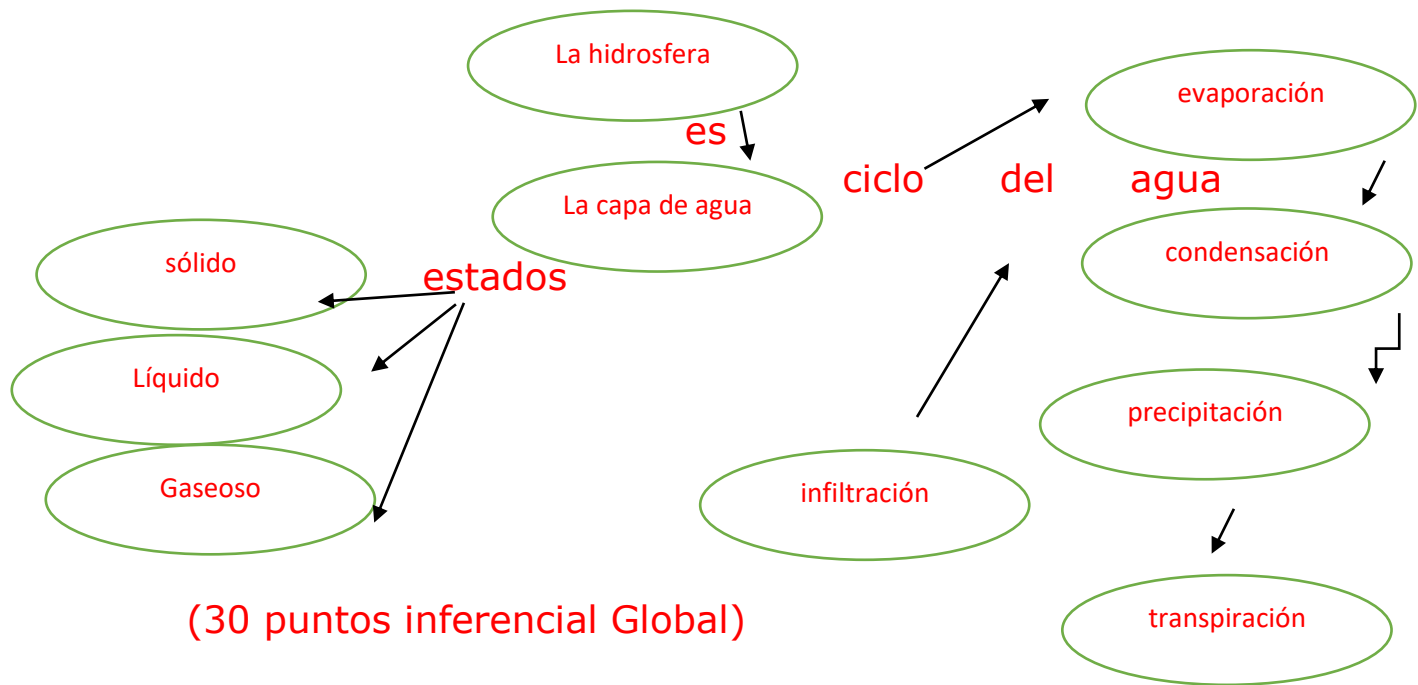 La hidrosfera
es
La capa de agua
ciclo del agua
evaporación
condensación
precipitación
transpiración
infiltración
estados
sólido
Líquido
Gaseoso
(30 puntos inferencial Global)